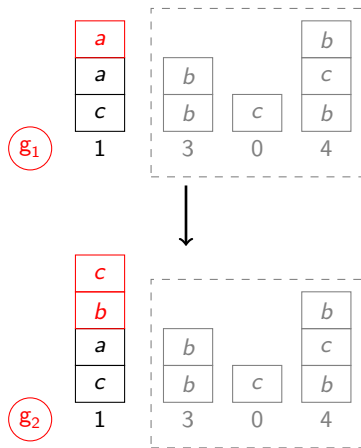 a b
a b c
c b c b
g₁ 1 3 0 4
c
b b
a b c
c b c b
g₂ 1 3 0 4